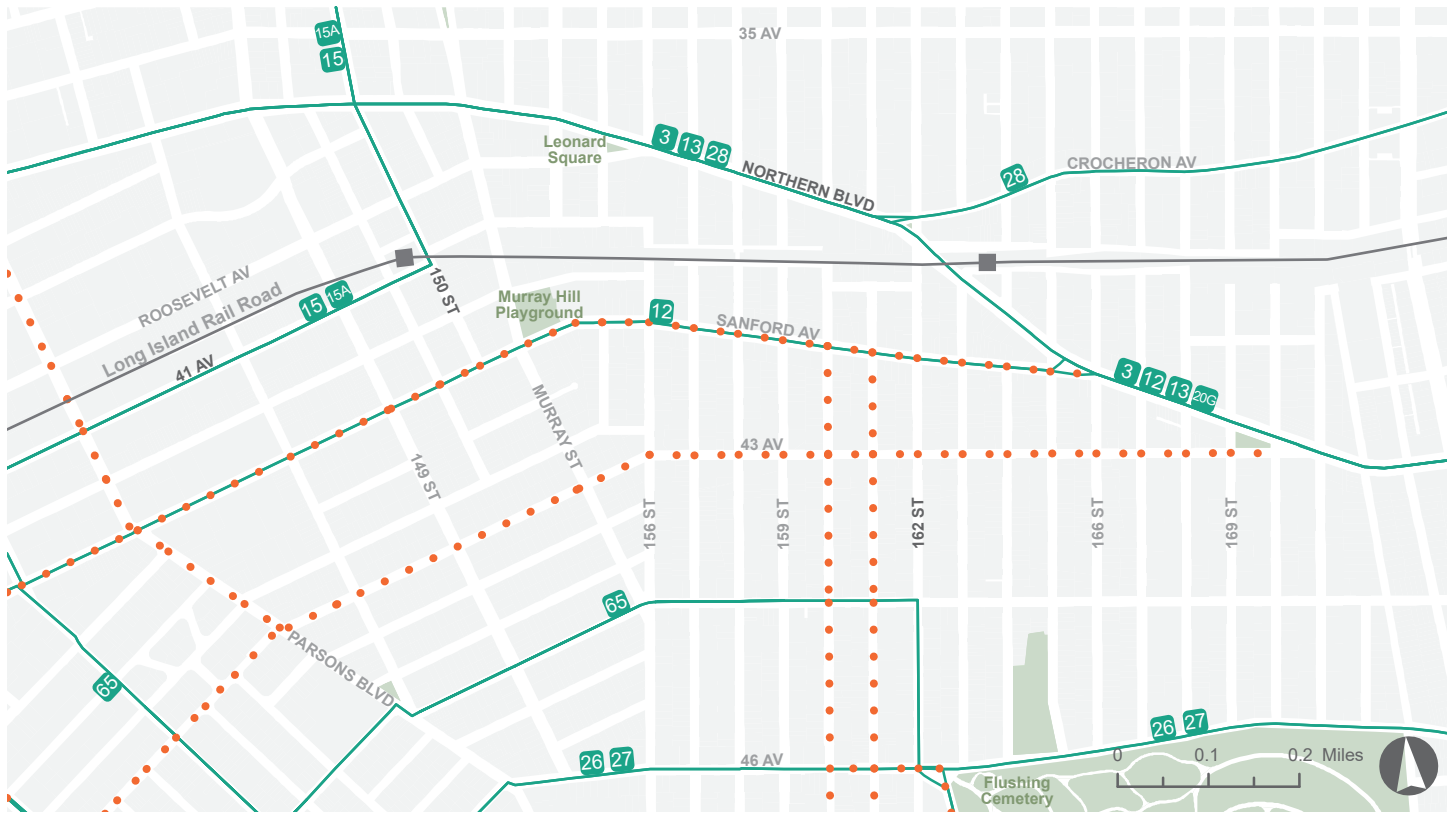 15A
15
35 AV
Leonard
Square
3 13 28
NORTHERN BLVD
28
CROCHERON AV
ROOSEVELT AV
Long Island Rail Road
15 15A
41 AV
150 ST
Murray Hill
Playground
12
SANFORD AV
3 12 13 20G
MURRAY ST
149 ST
43 AV
156 ST
159 ST
162 ST
166 ST
169 ST
65
PARSONS BLVD
65
26 27
46 AV
26 27
0 0.1 0.2 Miles
Flushing
Cemetery